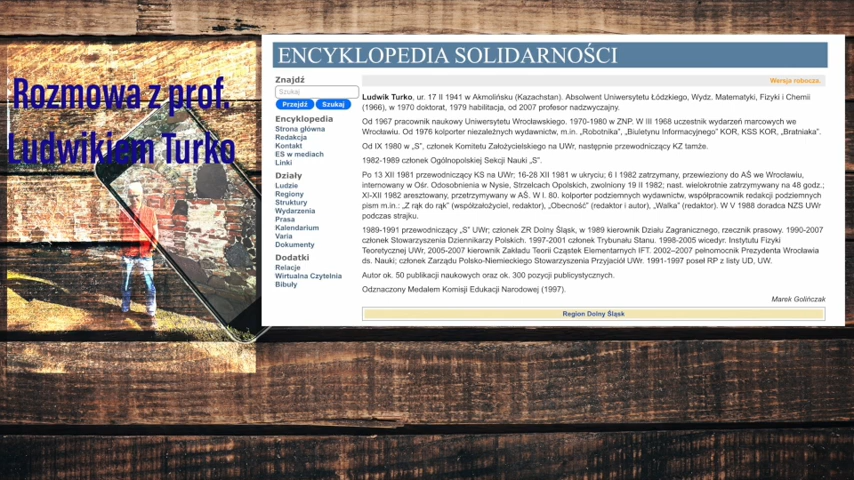 Rozmowa z prof.
Ludwikiem Turko
ENCYKLOPEDIA SOLIDARNOŚCI
Znajdź
Szukaj
Przejdź Szukaj
Encyklopedia
Strona główna
Redakcja
Kontakt
ES w mediach
Linki
Działy
Ludzie
Regiony
Struktury
Wydarzenia
Prasa
Kalendarium
Varia
Dokumenty
Dodatki
Relacje
Wirtualna Czytelnia
Bibuły
Wersja robocza.
Ludwik Turko, ur. 17 II 1941 w Akmolińsku (Kazachstan). Absolwent Uniwersytetu Łódzkiego, Wydz. Matematyki, Fizyki i Chemii
(1966), w 1970 doktorat, 1979 habilitacja, od 2007 profesor nadzwyczajny.
Od 1967 pracownik naukowy Uniwersytetu Wrocławskiego. 1970-1980 w ZNP. W III 1968 uczestnik wydarzeń marcowych we
Wrocławiu. Od 1976 kolporter niezależnych wydawnictw, m.in. „Robotnika”, „Biuletynu Informacyjnego” KOR, KSS KOR, „Bratniaka”.
Od IX 1980 w „S”, członek Komitetu Założycielskiego na UWr, następnie przewodniczący KZ tamże.
1982-1989 członek Ogólnopolskiej Sekcji Nauki „S”.
Po 13 XII 1981 przewodniczący KS na UWr; 16-28 XII 1981 w ukryciu; 6 I 1982 zatrzymany, przewieziony do AŚ we Wrocławiu,
internowany w Ośr. Odosobnienia w Nysie, Strzelcach Opolskich, zwolniony 19 II 1982; nast. wielokrotnie zatrzymywany na 48 godz.;
XI-XII 1982 aresztowany, przetrzymywany w AŚ. W l. 80. kolporter podziemnych wydawnictw, współpracownik redakcji podziemnych
pism m.in.: „Z rąk do rąk” (współzałożyciel, redaktor), „Obecność” (redaktor i autor), „Walka” (redaktor). W V 1988 doradca NZS UWr
podczas strajku.
1989-1991 przewodniczący „S” UWr; członek ZR Dolny Śląsk, w 1989 kierownik Działu Zagranicznego, rzecznik prasowy. 1990-2007
członek Stowarzyszenia Dziennikarzy Polskich. 1997-2001 członek Trybunału Stanu. 1998-2005 wicedyr. Instytutu Fizyki
Teoretycznej UWr, 2005-2007 kierownik Zakładu Teorii Cząstek Elementarnych IFT. 2002–2007 pełnomocnik Prezydenta Wrocławia
ds. Nauki; członek Zarządu Polsko-Niemieckiego Stowarzyszenia Przyjaciół UWr. 1991-1997 poseł RP z listy UD, UW.
Autor ok. 50 publikacji naukowych oraz ok. 300 pozycji publicystycznych.
Odznaczony Medalem Komisji Edukacji Narodowej (1997).
Marek Golińczak
Region Dolny Śląsk